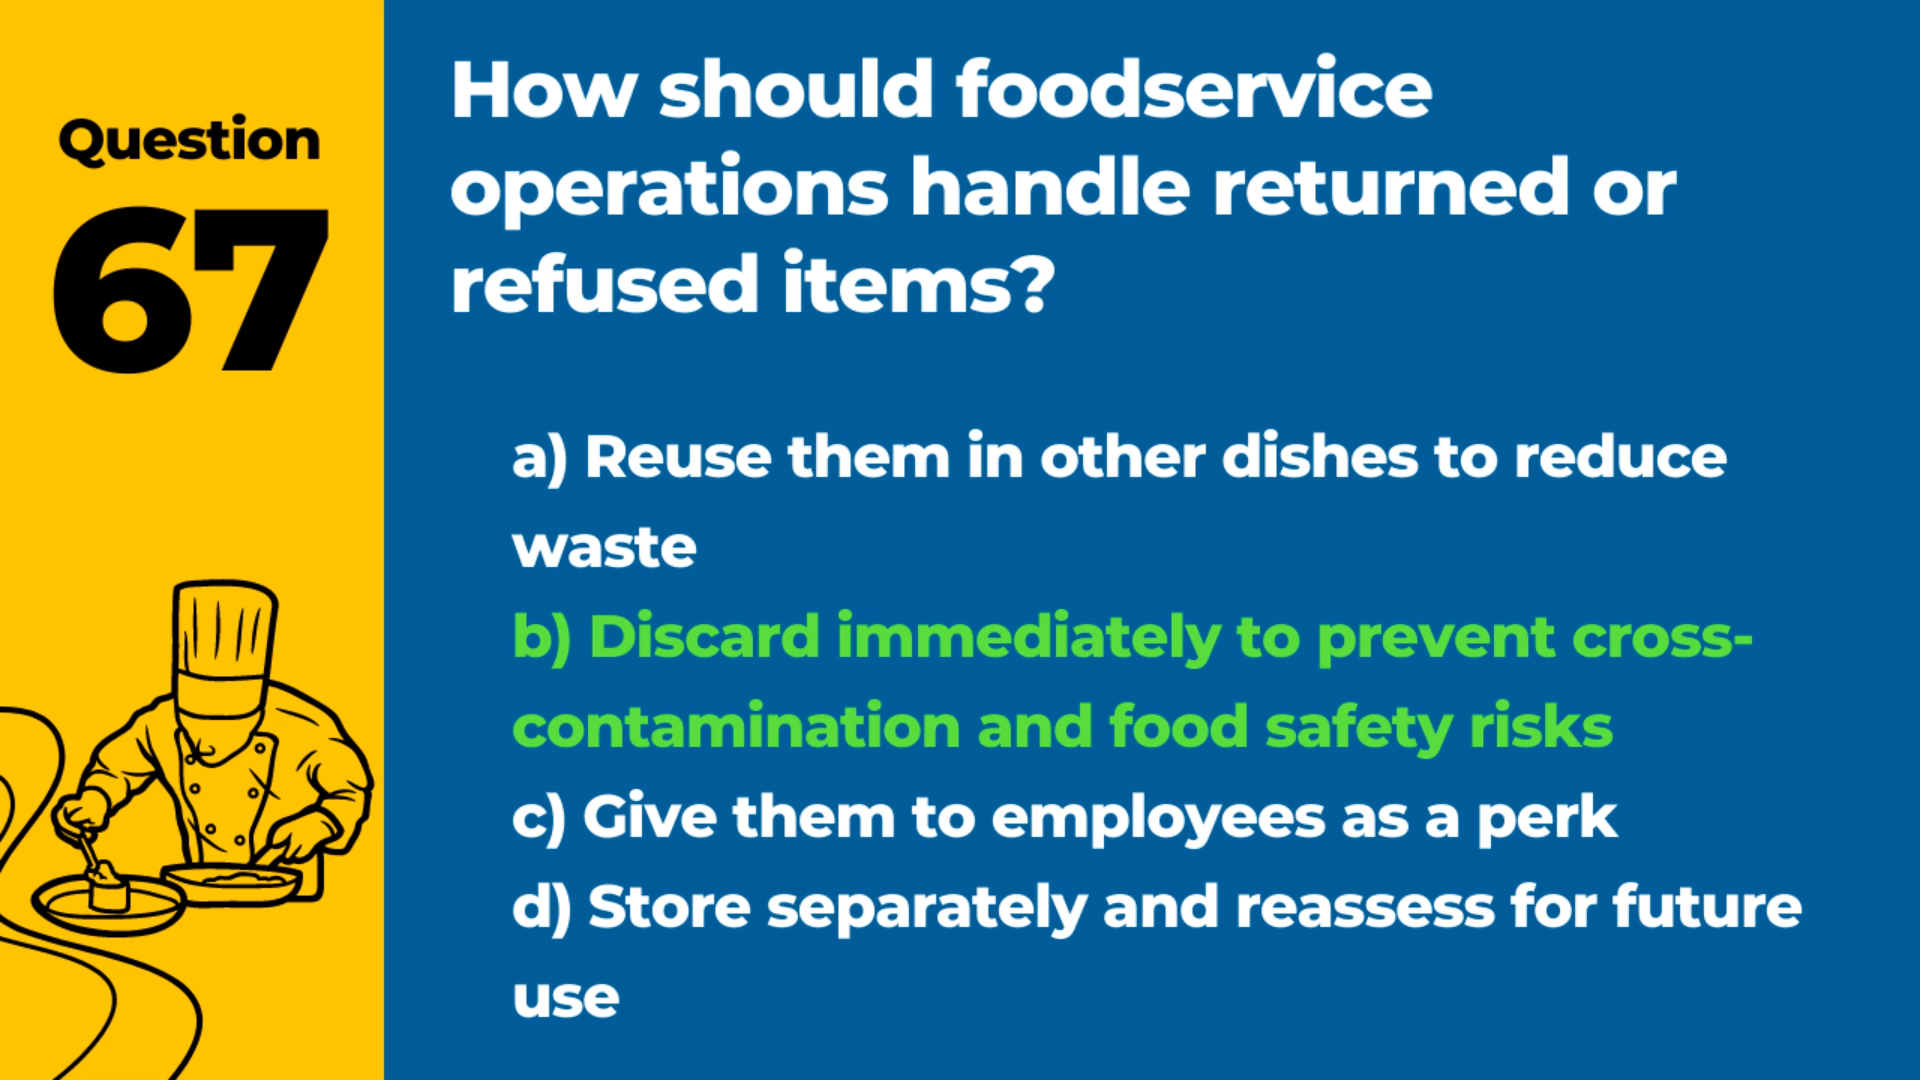 Question
67
How should foodservice
operations handle returned or
refused items?
a) Reuse them in other dishes to reduce
waste
b) Discard immediately to prevent cross-
contamination and food safety risks
c) Give them to employees as a perk
d) Store separately and reassess for future
use